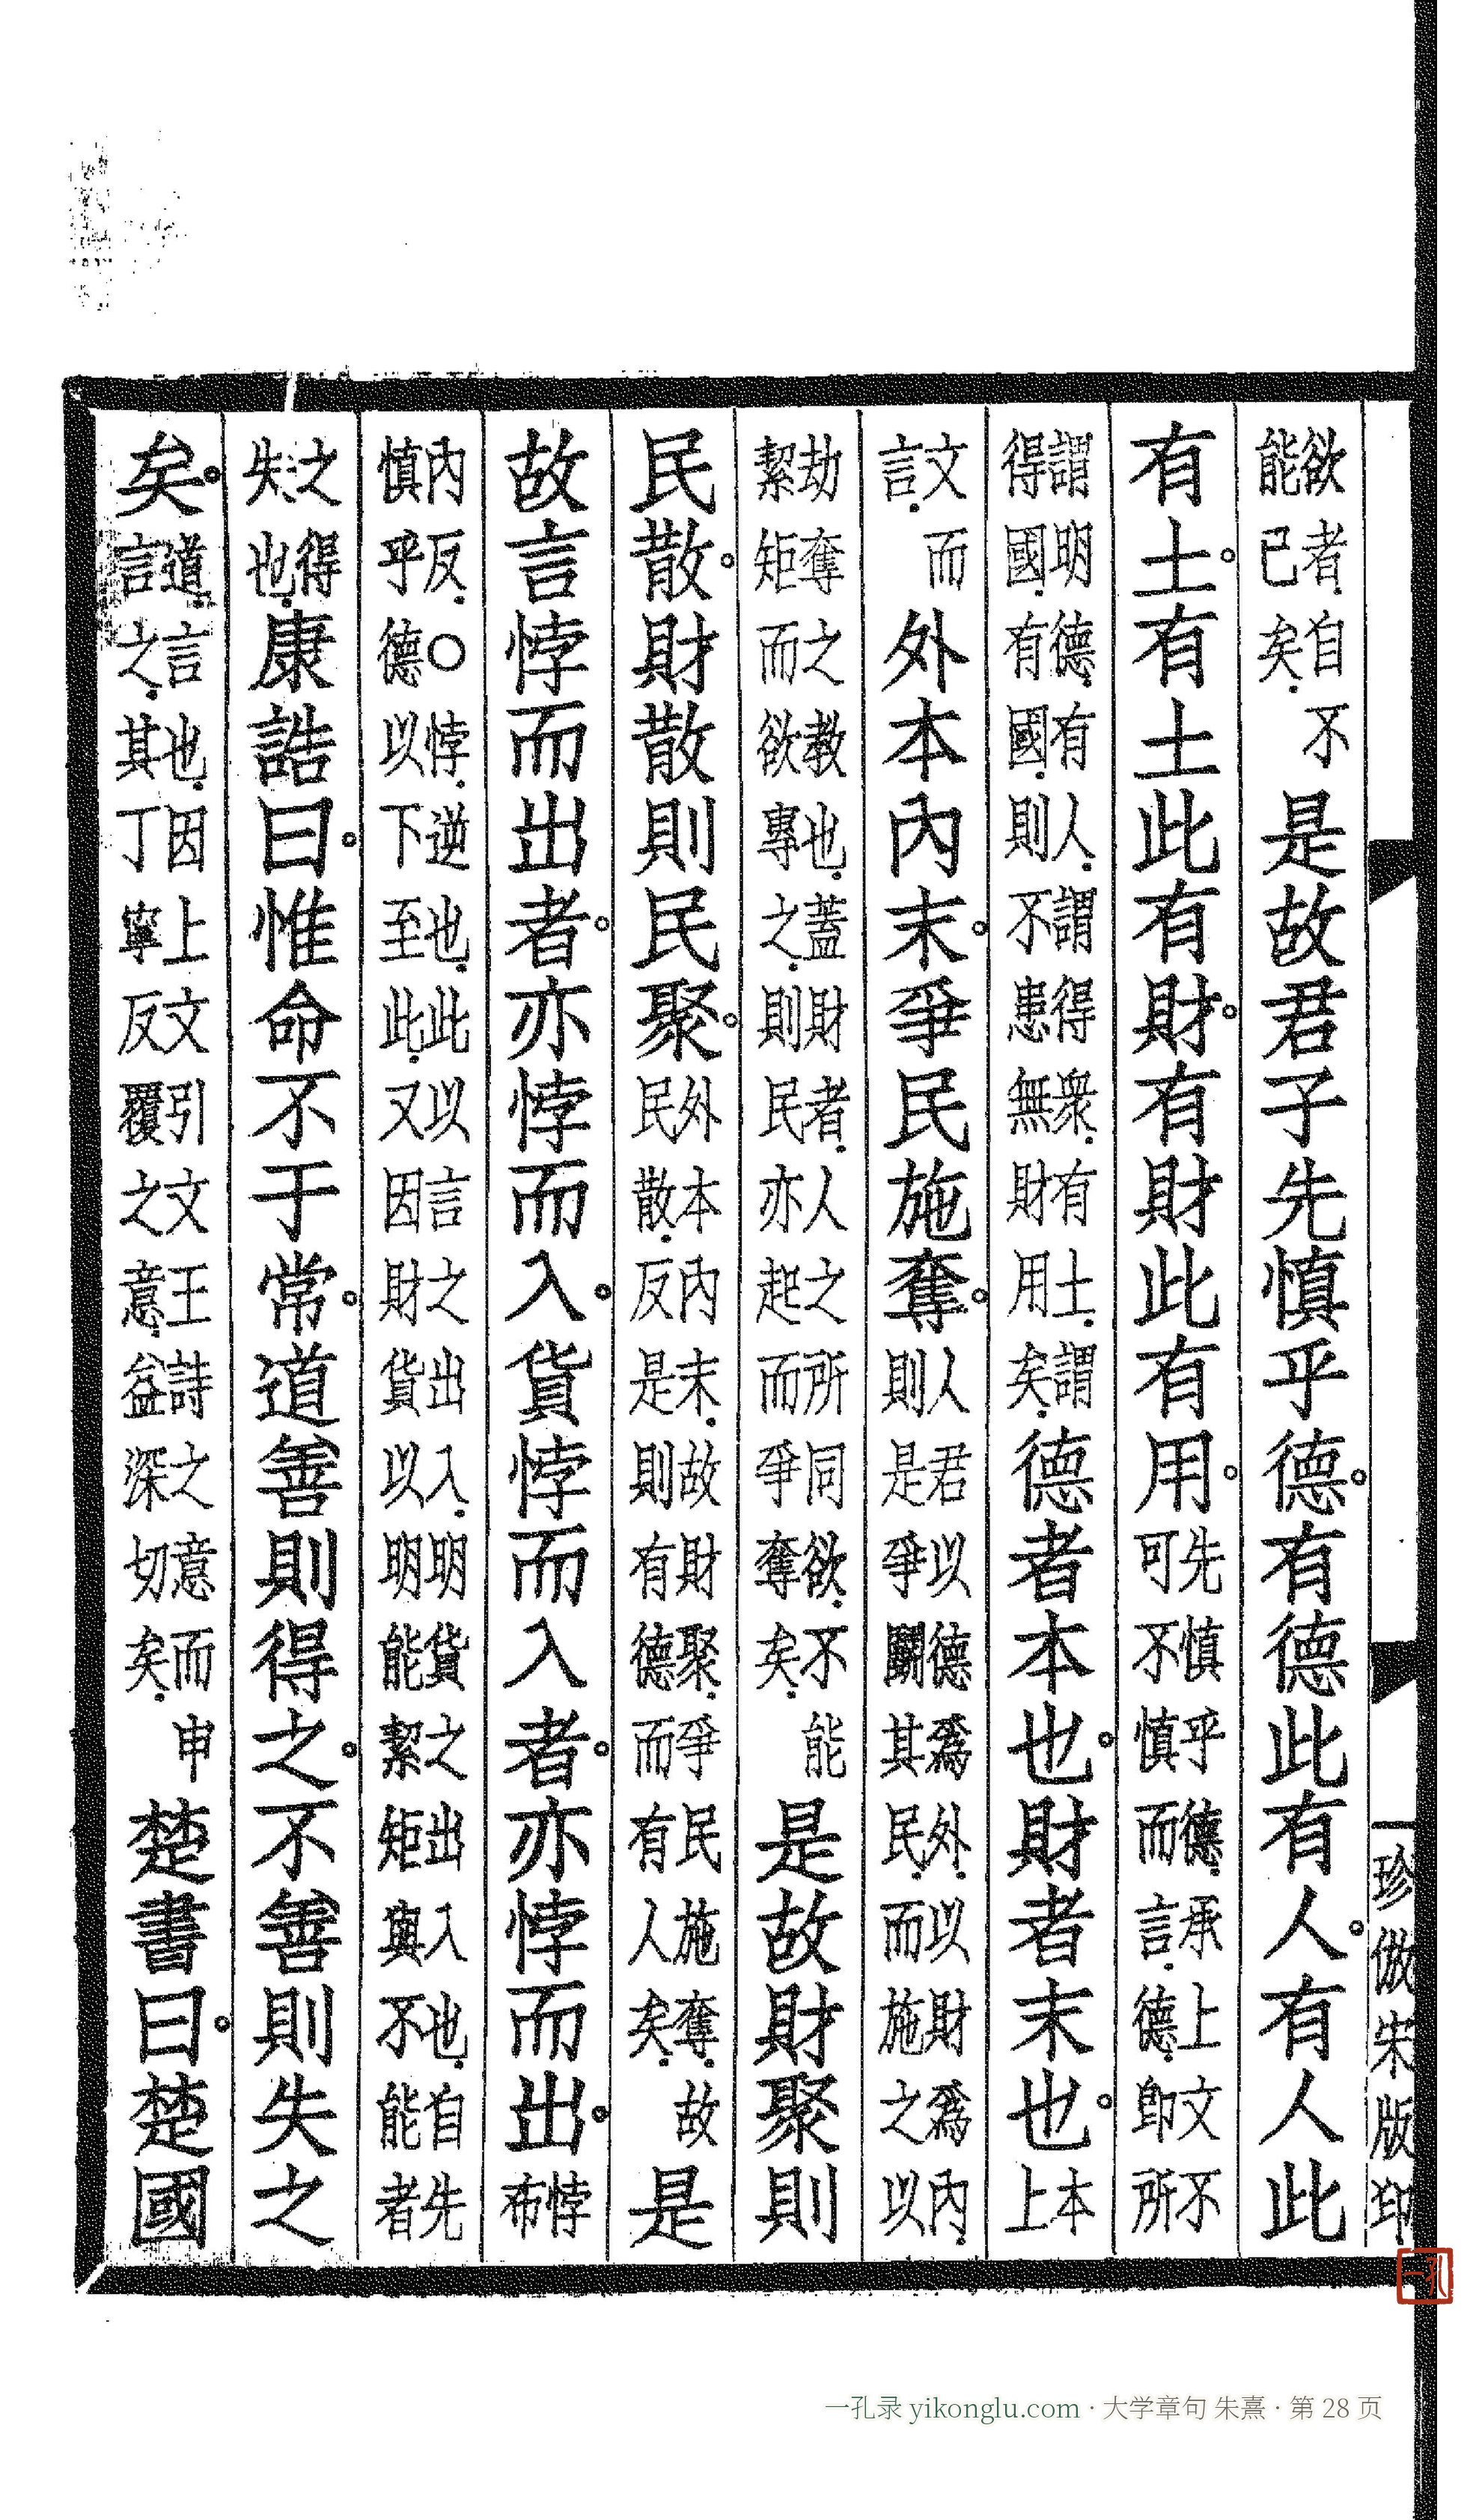 珍倣宋版印
欲者.自不能已矣.是故君子先慎乎德。有德此有人。有人此
有土。有土此有財。有財此有用。先慎乎德.承上文不可不慎而言.德.即所
謂明德.有人.謂得衆.有土.謂得國.有國.則不患無財用矣.德者本也。財者末也。本上
文而言.外本內末。爭民施奪。人君以德爲外.以財爲內.則是爭鬭其民.而施之以
劫奪之教也.蓋財者.人之所同欲.不能絜矩而欲專之.則民亦起而爭奪矣.是故財聚則
民散。財散則民聚。外本內末.故財聚.爭民施奪.故民散.反是則有德而有人矣.是
故言悖而出者。亦悖而入。貨悖而入者。亦悖而出。悖布
內反.○悖.逆也.此以言之出入.明貨之出入也.自先慎乎德以下至此.又因財貨以明能絜矩與不能者
之得失也.康誥曰。惟命不于常。道善則得之。不善則失之
矣。道.言也.因上文引文王詩之意而申言之.其丁寧反覆之意.益深切矣.楚書曰。楚國
一孔
一孔录 yikonglu.com · 大学章句 朱熹 · 第 28 页